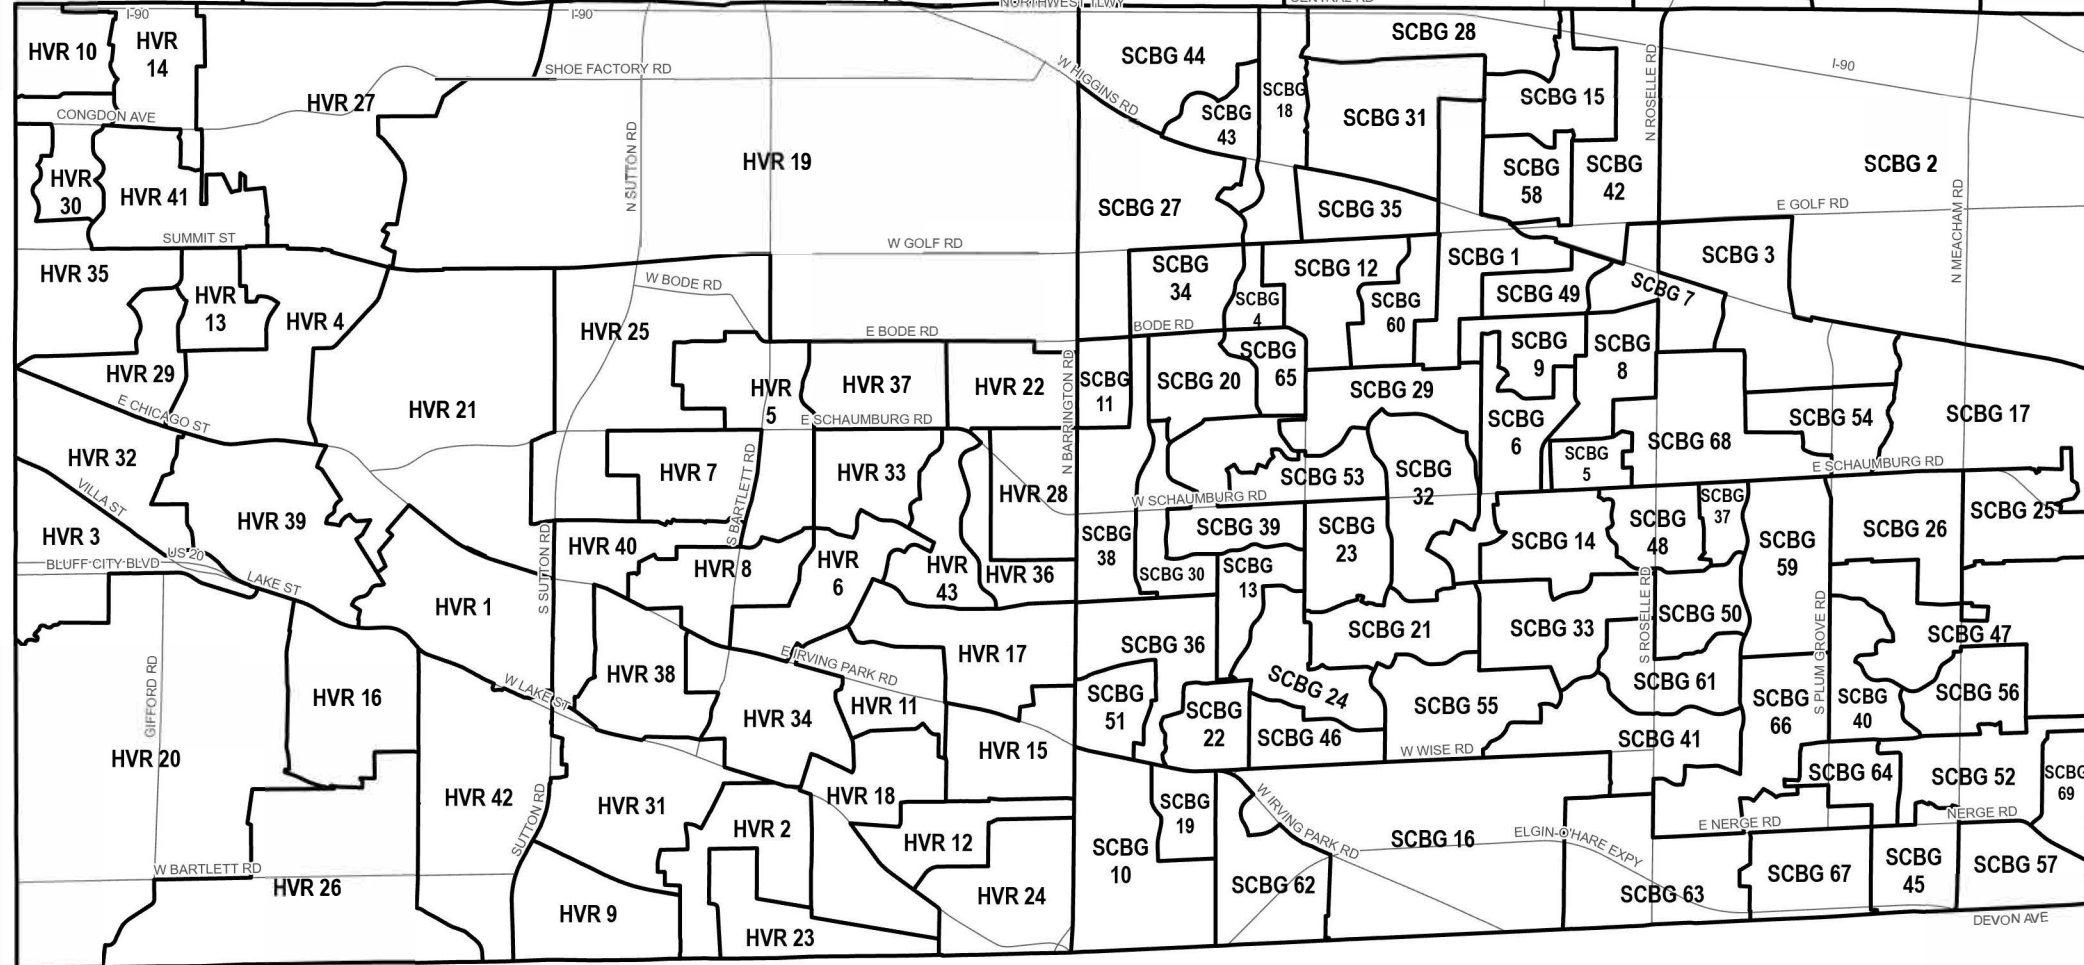 NORTHWEST TLWY
CENTRAL RD
I-90
I-90
HVR 10
HVR
14
SCBG 44
SCBG 28
SHOE FACTORY RD
W HIGGINS RD
I-90
HVR 27
SCBG
18
SCBG 15
N ROSELLE RD
CONGDON AVE
SCBG
43
SCBG 31
N SUTTON RD
HVR 19
SCBG 2
HVR
30
HVR 41
SCBG
58
SCBG
42
SCBG 27
SCBG 35
E GOLF RD
N MEACHAM RD
SUMMIT ST
W GOLF RD
HVR 35
W BODE RD
SCBG
34
SCBG 12
SCBG 1
SCBG 3
HVR
13
HVR 4
SCBG
4
SCBG
60
SCBG 49
SCBG 7
HVR 25
E BODE RD
BODE RD
HVR 29
SCBG
65
SCBG
9
SCBG
8
HVR
5
HVR 37
HVR 22
N BARRINGTON RD
SCBG
11
SCBG 20
SCBG 29
E CHICAGO ST
HVR 21
E SCHAUMBURG RD
SCBG
6
SCBG 54
SCBG 17
SCBG 68
HVR 32
HVR 7
S BARTLETT RD
HVR 33
SCBG 53
SCBG
32
SCBG
5
E SCHAUMBURG RD
VILLA ST
HVR 28
W SCHAUMBURG RD
SCBG
37
SCBG 25
HVR 3
HVR 39
SCBG
38
SCBG 39
SCBG
23
SCBG 14
SCBG
48
SCBG
59
SCBG 26
US 20
BLUFF CITY BLVD
S SUTTON RD
HVR 40
HVR 8
HVR
6
HVR
43
HVR 36
SCBG 30
SCBG
13
LAKE ST
HVR 1
S ROSELLE RD
SCBG 50
S PLUM GROVE RD
SCBG 36
SCBG 21
SCBG 33
SCBG 47
GIFFORD RD
HVR 16
W LAKE ST
HVR 38
E IRVING PARK RD
HVR 17
SCBG
51
SCBG 24
SCBG 61
SCBG 56
HVR 34
HVR 11
SCBG
22
SCBG 55
SCBG
66
SCBG
40
HVR 20
HVR 15
SCBG 46
W WISE RD
SCBG 41
HVR 42
SUTTON RD
HVR 31
HVR 18
SCBG
19
SCBG 64
SCBG 52
SCBG
69
HVR 2
HVR 12
W IRVING PARK RD
SCBG 16
ELGIN-O'HARE EXPY
E NERGE RD
NERGE RD
SCBG
10
W BARTLETT RD
HVR 26
HVR 24
SCBG 62
SCBG 63
SCBG 67
SCBG
45
SCBG 57
HVR 9
HVR 23
DEVON AVE